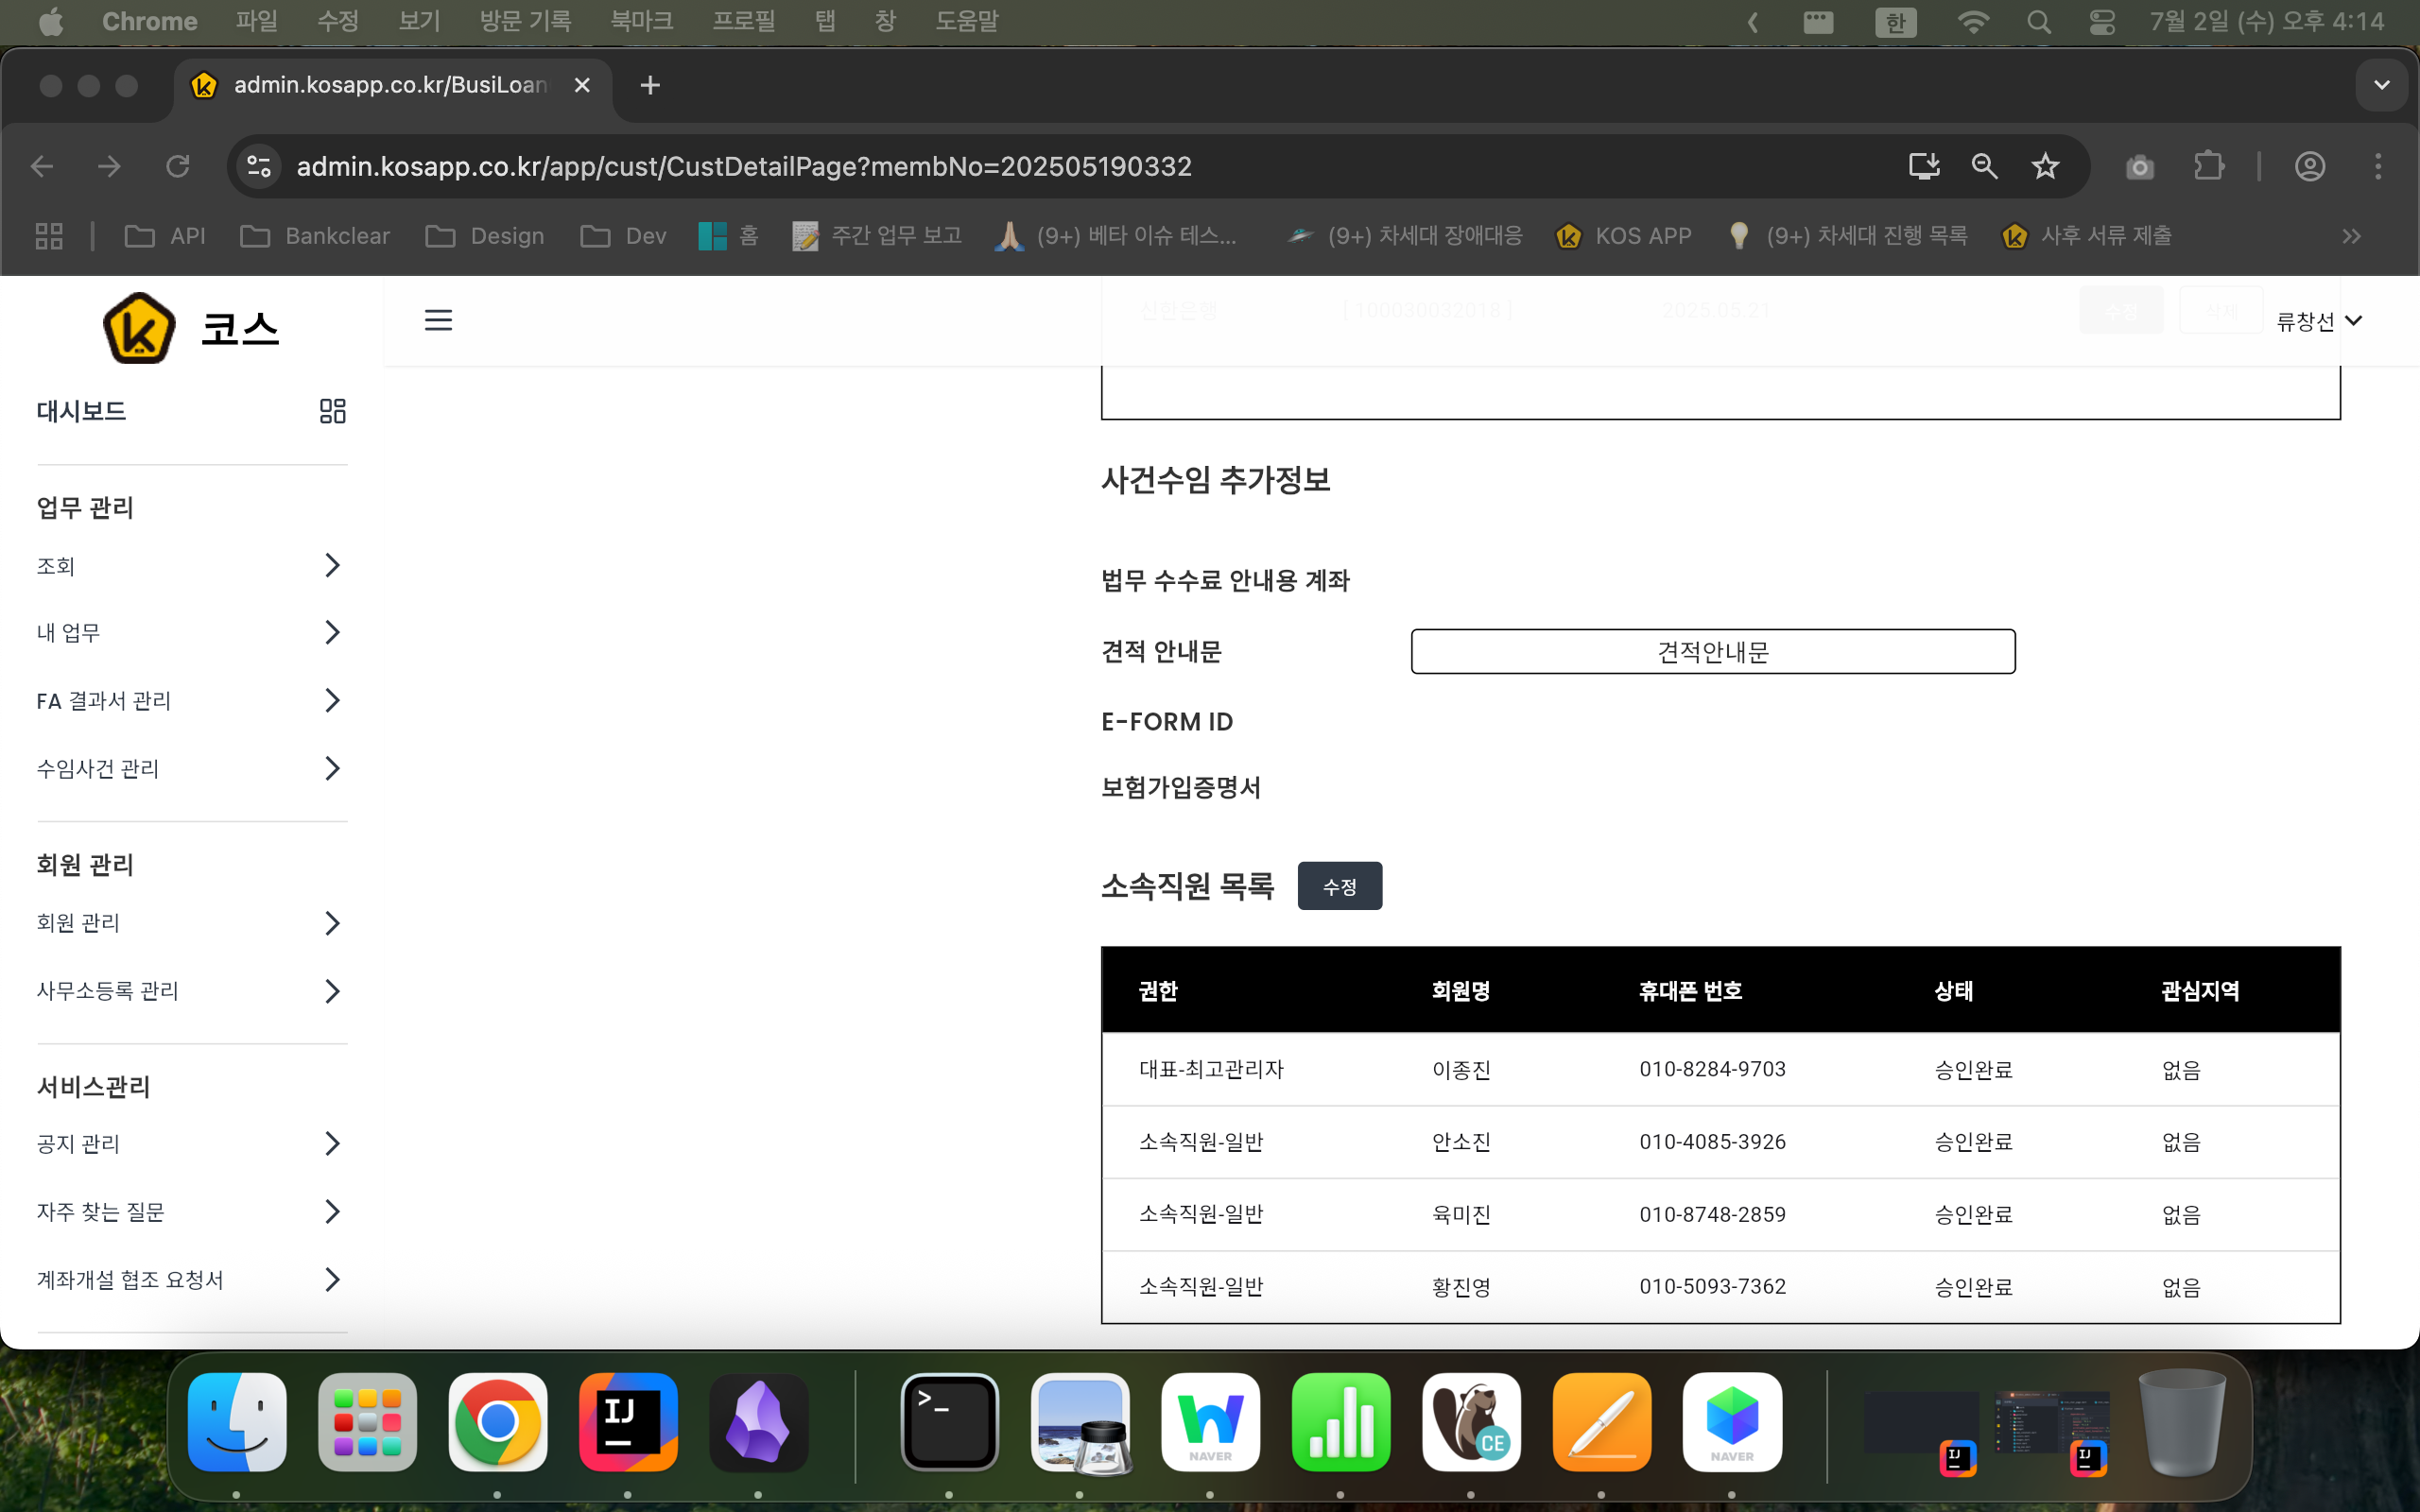 Chrome 파일 수정 보기 방문 기록 북마크 프로필 탭 창 도움말 한 7월 2일 (수) 오후 4:14
admin.kosapp.co.kr/BusiLoan
admin.kosapp.co.kr/app/cust/CustDetailPage?membNo=202505190332
API Bankclear Design Dev 홈 주간 업무 보고 (9+) 베타 이슈 테스... (9+) 차세대 장애대응 KOS APP (9+) 차세대 진행 목록 사후 서류 제출
코스
신한은행 [ 100030032018 ] 2025.05.21 수정 삭제 류창선
대시보드
업무 관리
조회
내 업무
FA 결과서 관리
수임사건 관리
회원 관리
회원 관리
사무소등록 관리
서비스관리
공지 관리
자주 찾는 질문
계좌개설 협조 요청서
사건수임 추가정보
법무 수수료 안내용 계좌
견적 안내문 견적안내문
E-FORM ID
보험가입증명서
소속직원 목록 수정
권한 회원명 휴대폰 번호 상태 관심지역
대표-최고관리자 이종진 010-8284-9703 승인완료 없음
소속직원-일반 안소진 010-4085-3926 승인완료 없음
소속직원-일반 육미진 010-8748-2859 승인완료 없음
소속직원-일반 황진영 010-5093-7362 승인완료 없음
IJ
>_
NAVER
CE
NAVER
IJ
IJ